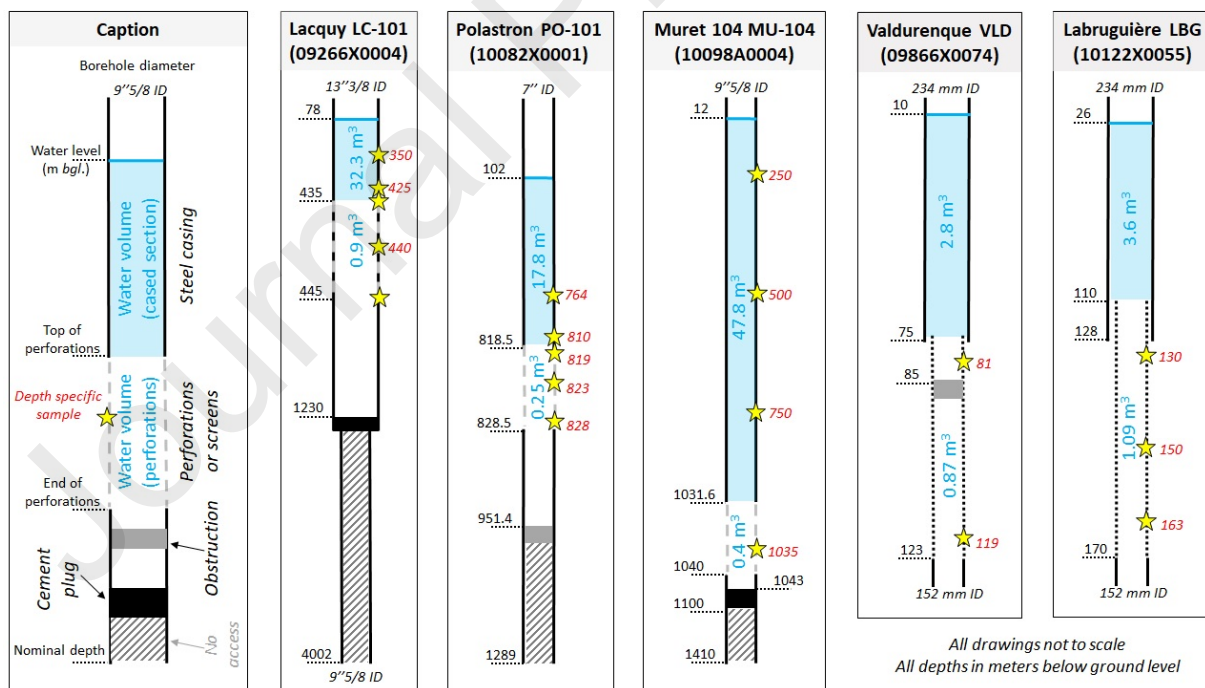 Caption
Borehole diameter
9''5/8 ID
Water level
(m bgl.)
Water volume
(cased section)
Steel casing
Top of
perforations
Depth specific
sample
Water volume
(perforations)
Perforations
or screens
End of
perforations
Obstruction
Cement
plug
Nominal depth
No
access
Lacquy LC-101
(09266X0004)
13''3/8 ID
78
32.3 m³
350
425
435
0.9 m³
440
445
1230
4002
9''5/8 ID
Polastron PO-101
(10082X0001)
7'' ID
102
17.8 m³
764
810
818.5
819
0.25 m³
823
828
828.5
951.4
1289
Muret 104 MU-104
(10098A0004)
9''5/8 ID
12
250
47.8 m³
500
750
1031.6
0.4 m³
1035
1040
1043
1100
1410
Valdurenque VLD
(09866X0074)
234 mm ID
10
2.8 m³
75
81
85
0.87 m³
119
123
152 mm ID
Labruguière LBG
(10122X0055)
234 mm ID
26
3.6 m³
110
128
130
1.09 m³
150
163
170
152 mm ID
All drawings not to scale
All depths in meters below ground level
Journal P